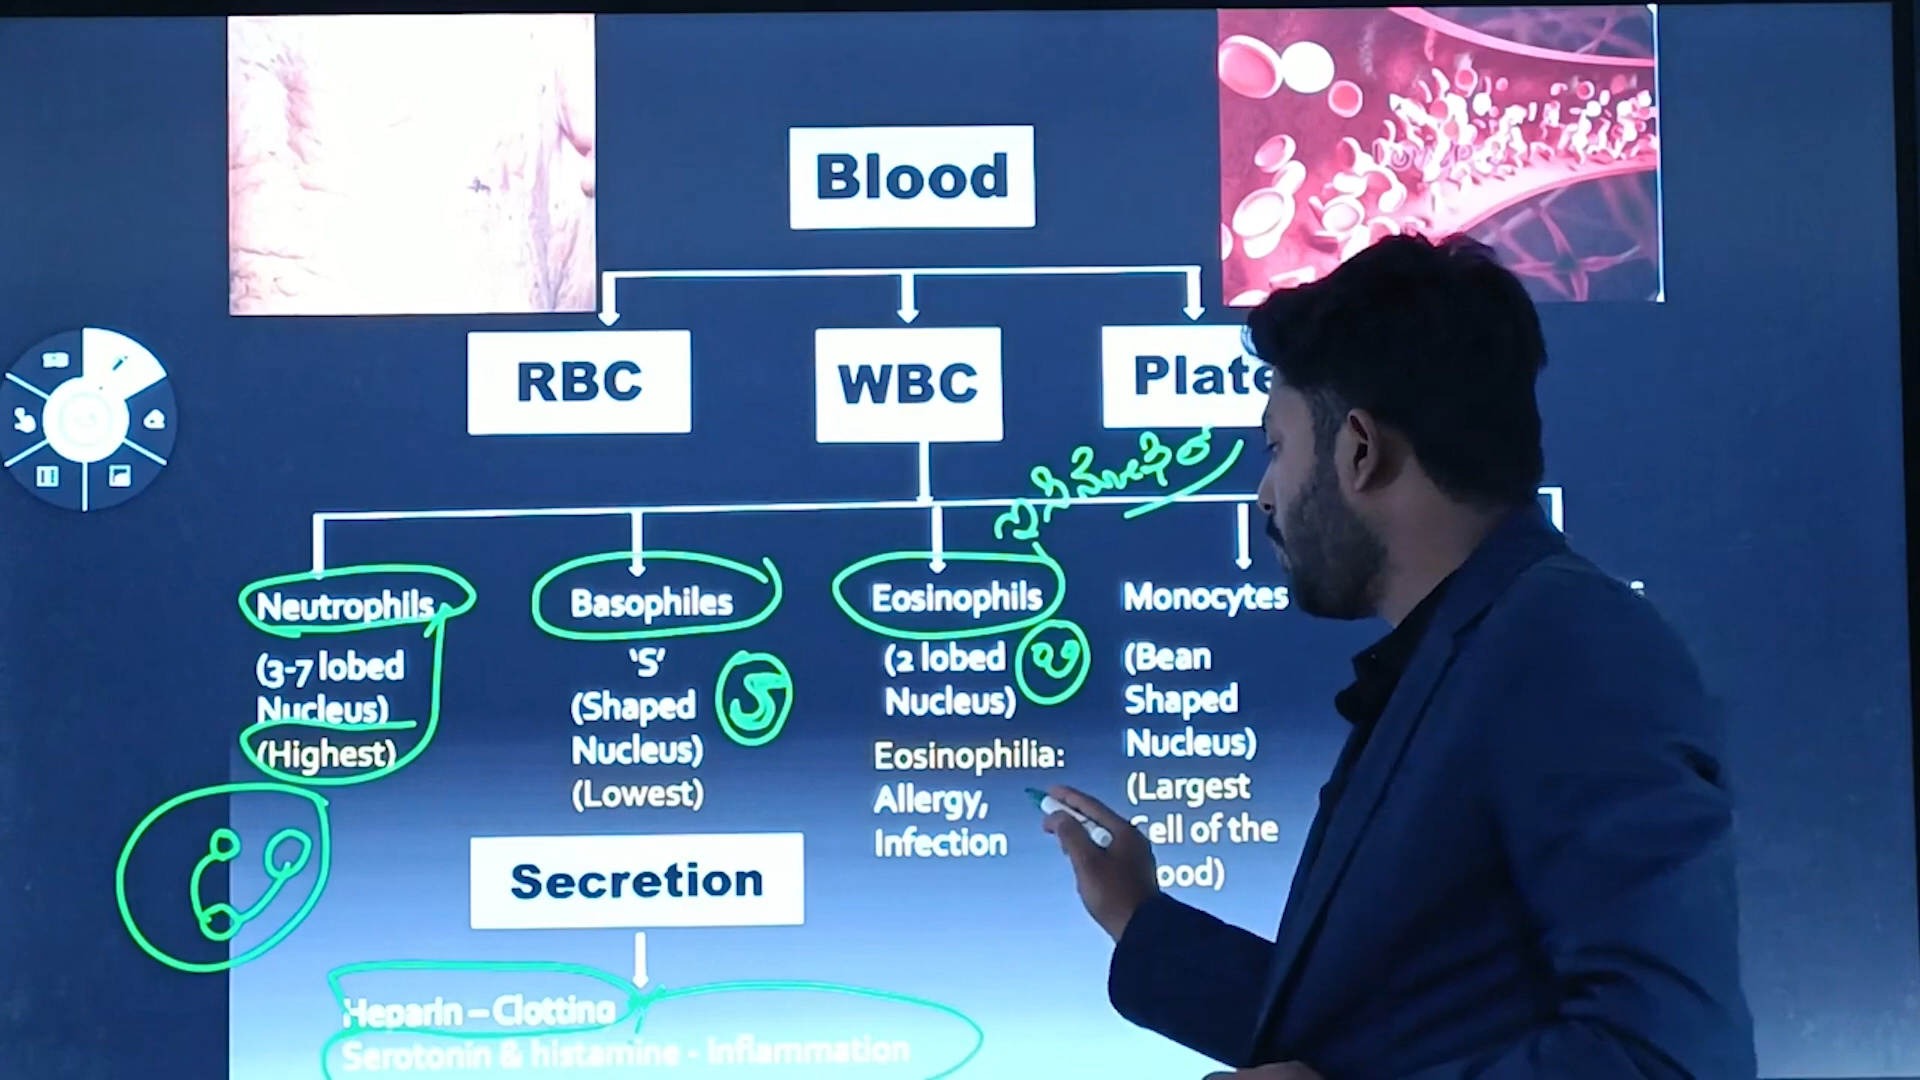 Blood
RBC
WBC
Plate
Neutrophils
(3-7 lobed
Nucleus)
(Highest)
Basophiles
'S'
(Shaped
Nucleus)
(Lowest)
Eosinophils
(2 lobed
Nucleus)
Eosinophilia:
Allergy,
Infection
Monocytes
(Bean
Shaped
Nucleus)
(Largest
Cell of the
ood)
Secretion
Heparin – Clotting
Serotonin & histamine - Inflammation